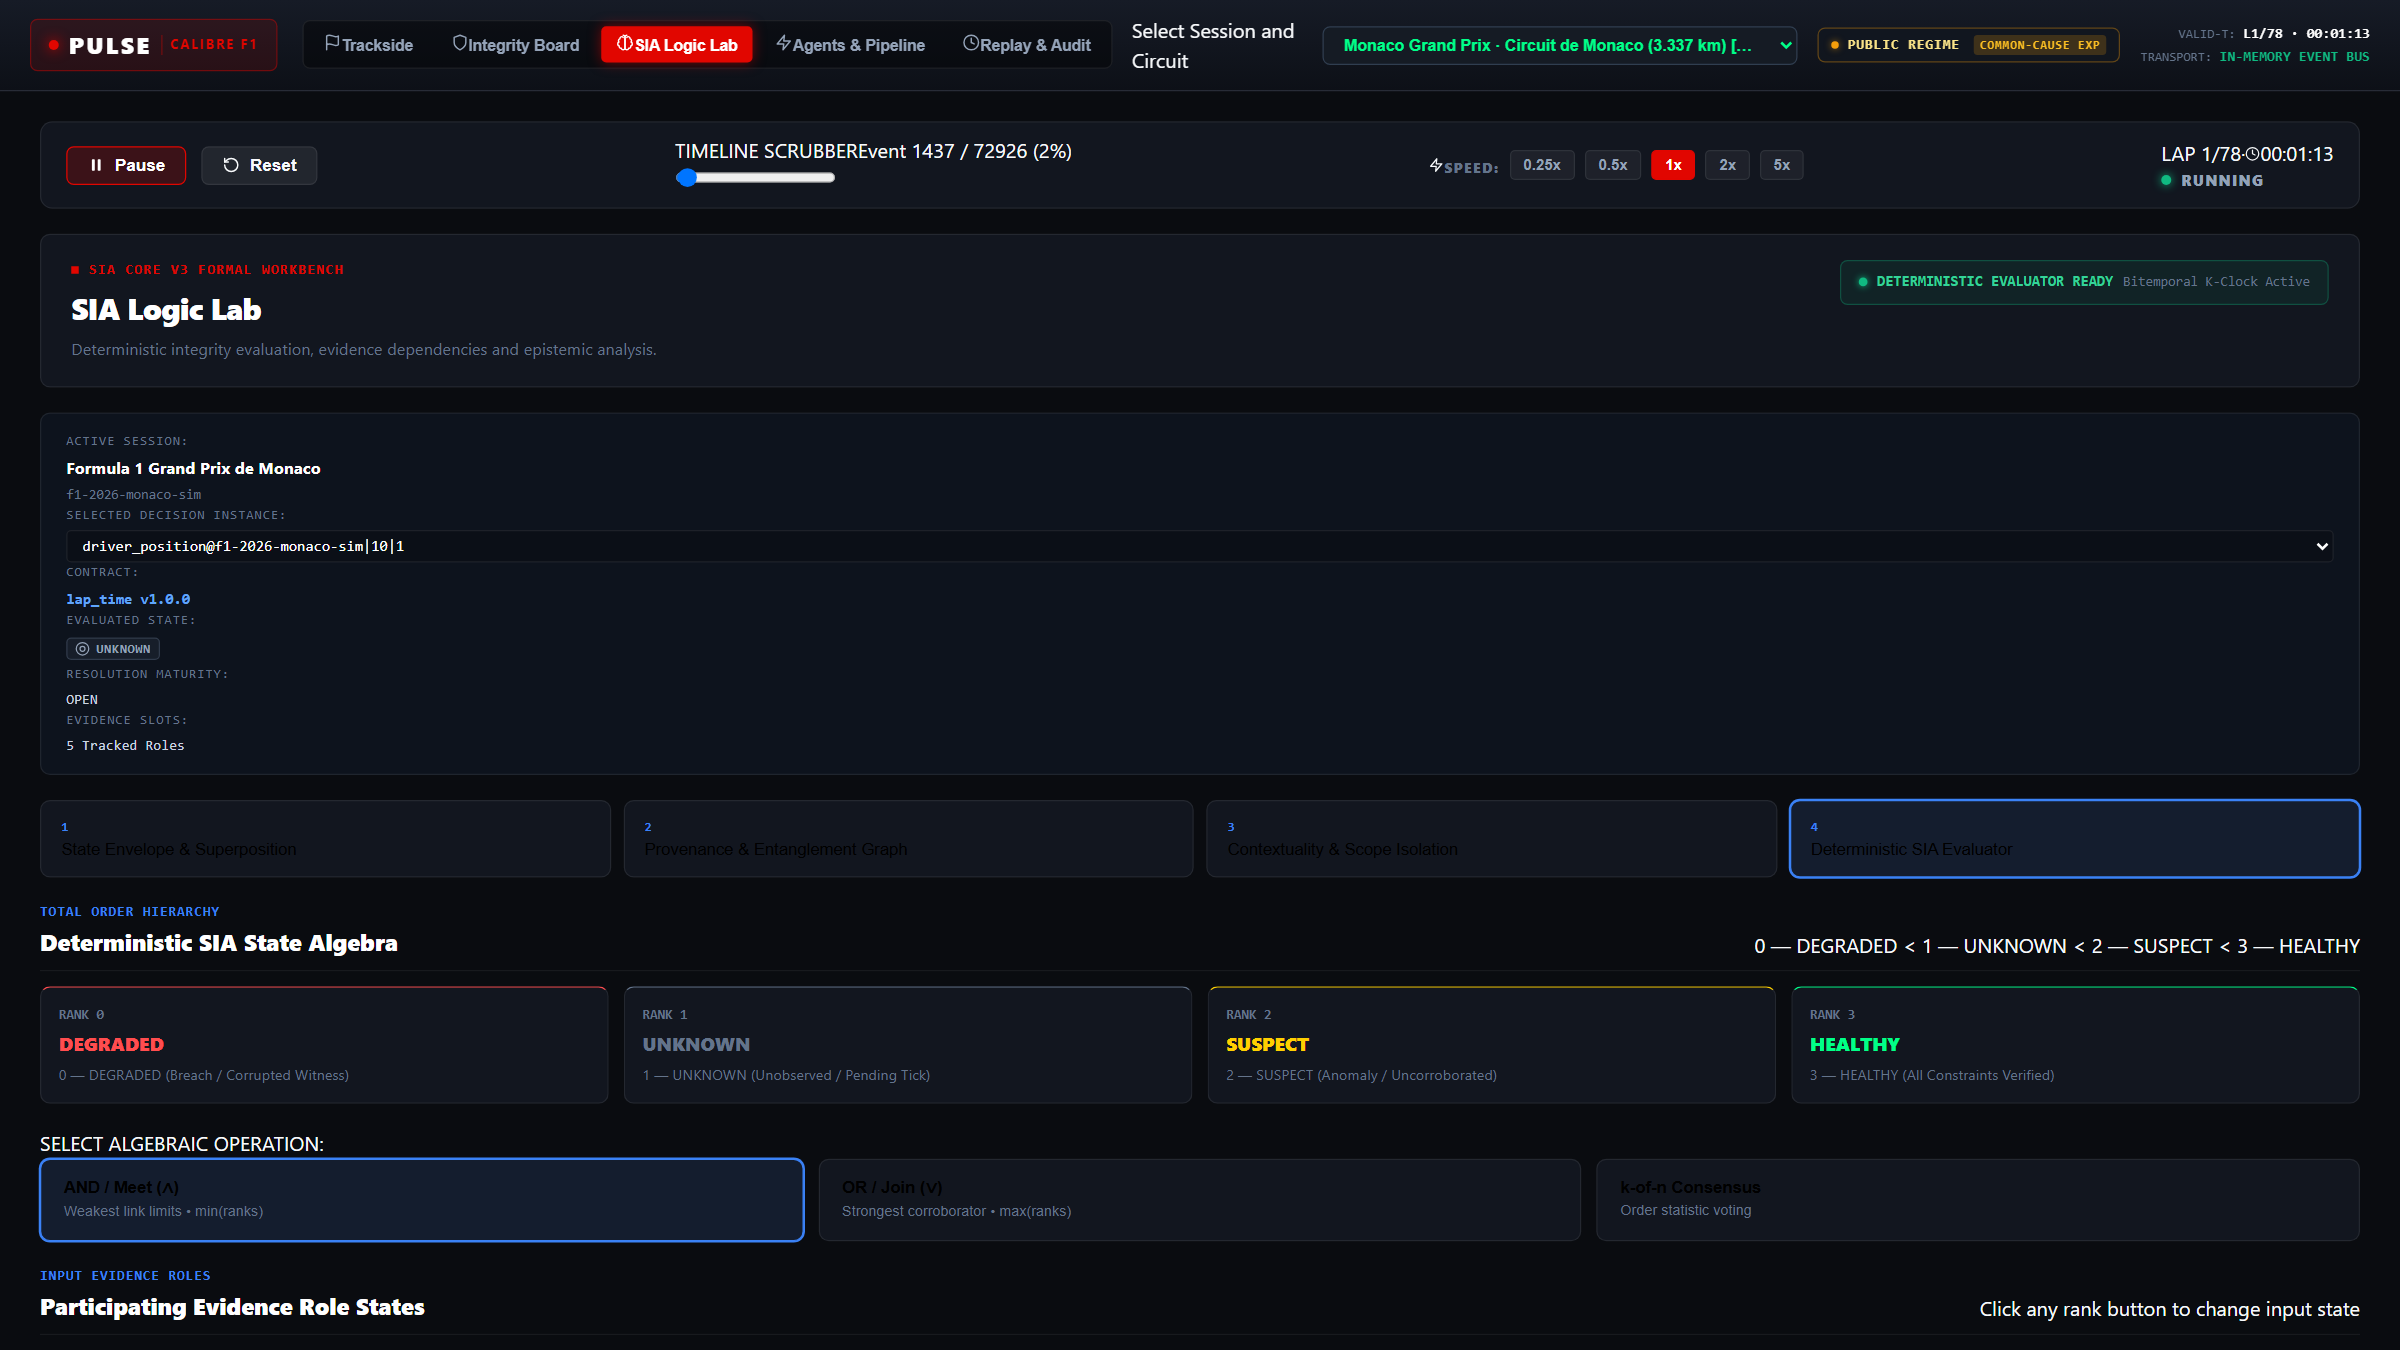 PULSE CALIBRE F1
Trackside
Integrity Board
SIA Logic Lab
Agents & Pipeline
Replay & Audit
Select Session and
Circuit
Monaco Grand Prix · Circuit de Monaco (3.337 km) [...
PUBLIC REGIME COMMON-CAUSE EXP
VALID-T: L1/78 • 00:01:13
TRANSPORT: IN-MEMORY EVENT BUS
Pause
Reset
TIMELINE SCRUBBEREvent 1437 / 72926 (2%)
SPEED:
0.25x
0.5x
1x
2x
5x
LAP 1/78·00:01:13
RUNNING
SIA CORE V3 FORMAL WORKBENCH
SIA Logic Lab
Deterministic integrity evaluation, evidence dependencies and epistemic analysis.
DETERMINISTIC EVALUATOR READY Bitemporal K-Clock Active
ACTIVE SESSION:
Formula 1 Grand Prix de Monaco
f1-2026-monaco-sim
SELECTED DECISION INSTANCE:
driver_position@f1-2026-monaco-sim|10|1
CONTRACT:
lap_time v1.0.0
EVALUATED STATE:
UNKNOWN
RESOLUTION MATURITY:
OPEN
EVIDENCE SLOTS:
5 Tracked Roles
1
State Envelope & Superposition
2
Provenance & Entanglement Graph
3
Contextuality & Scope Isolation
4
Deterministic SIA Evaluator
TOTAL ORDER HIERARCHY
Deterministic SIA State Algebra
0 — DEGRADED < 1 — UNKNOWN < 2 — SUSPECT < 3 — HEALTHY
RANK 0
DEGRADED
0 — DEGRADED (Breach / Corrupted Witness)
RANK 1
UNKNOWN
1 — UNKNOWN (Unobserved / Pending Tick)
RANK 2
SUSPECT
2 — SUSPECT (Anomaly / Uncorroborated)
RANK 3
HEALTHY
3 — HEALTHY (All Constraints Verified)
SELECT ALGEBRAIC OPERATION:
AND / Meet (∧)
Weakest link limits • min(ranks)
OR / Join (∨)
Strongest corroborator • max(ranks)
k-of-n Consensus
Order statistic voting
INPUT EVIDENCE ROLES
Participating Evidence Role States
Click any rank button to change input state